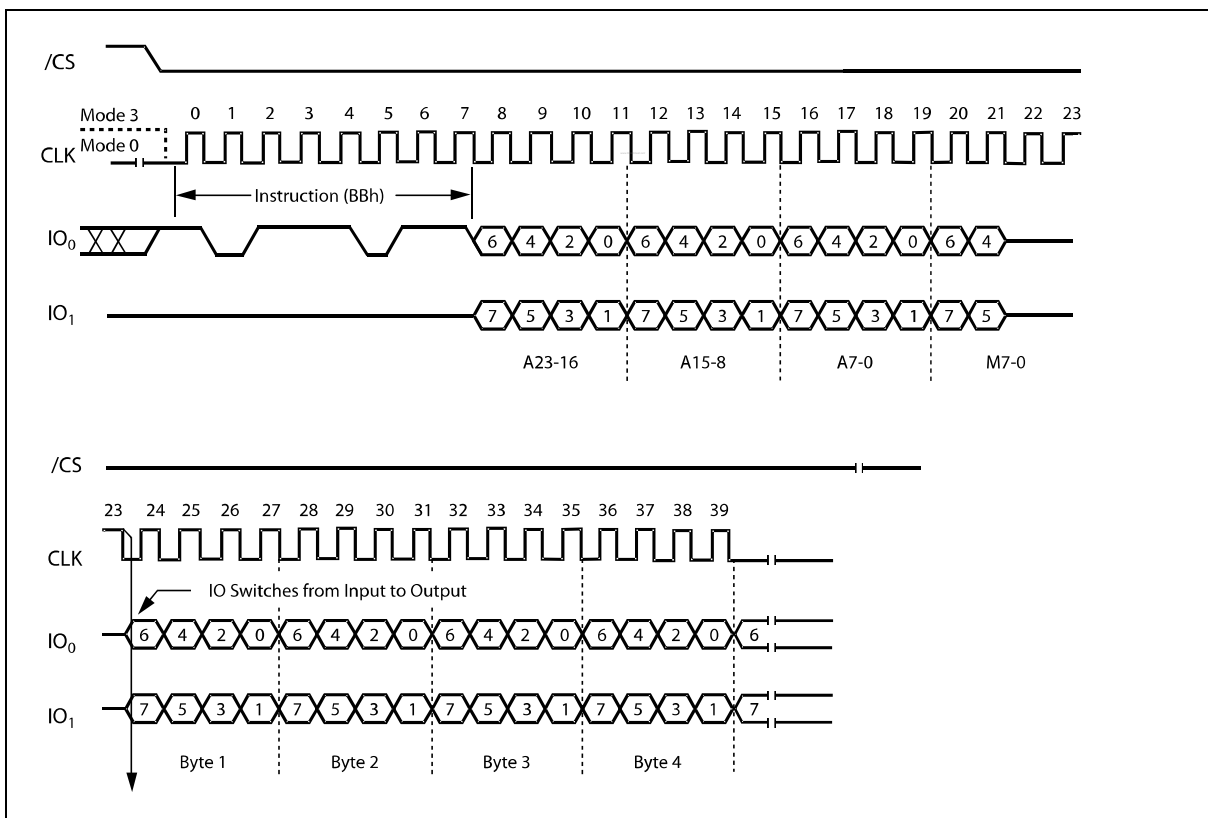 /CS
Mode 3
0 1 2 3 4 5 6 7 8 9 10 11 12 13 14 15 16 17 18 19 20 21 22 23
Mode 0
CLK
Instruction (BBh)
IO0 6 4 2 0 6 4 2 0 6 4 2 0 6 4
IO1 7 5 3 1 7 5 3 1 7 5 3 1 7 5
A23-16 A15-8 A7-0 M7-0
/CS
23 24 25 26 27 28 29 30 31 32 33 34 35 36 37 38 39
CLK
IO Switches from Input to Output
IO0 6 4 2 0 6 4 2 0 6 4 2 0 6 4 2 0 6
IO1 7 5 3 1 7 5 3 1 7 5 3 1 7 5 3 1 7
Byte 1 Byte 2 Byte 3 Byte 4